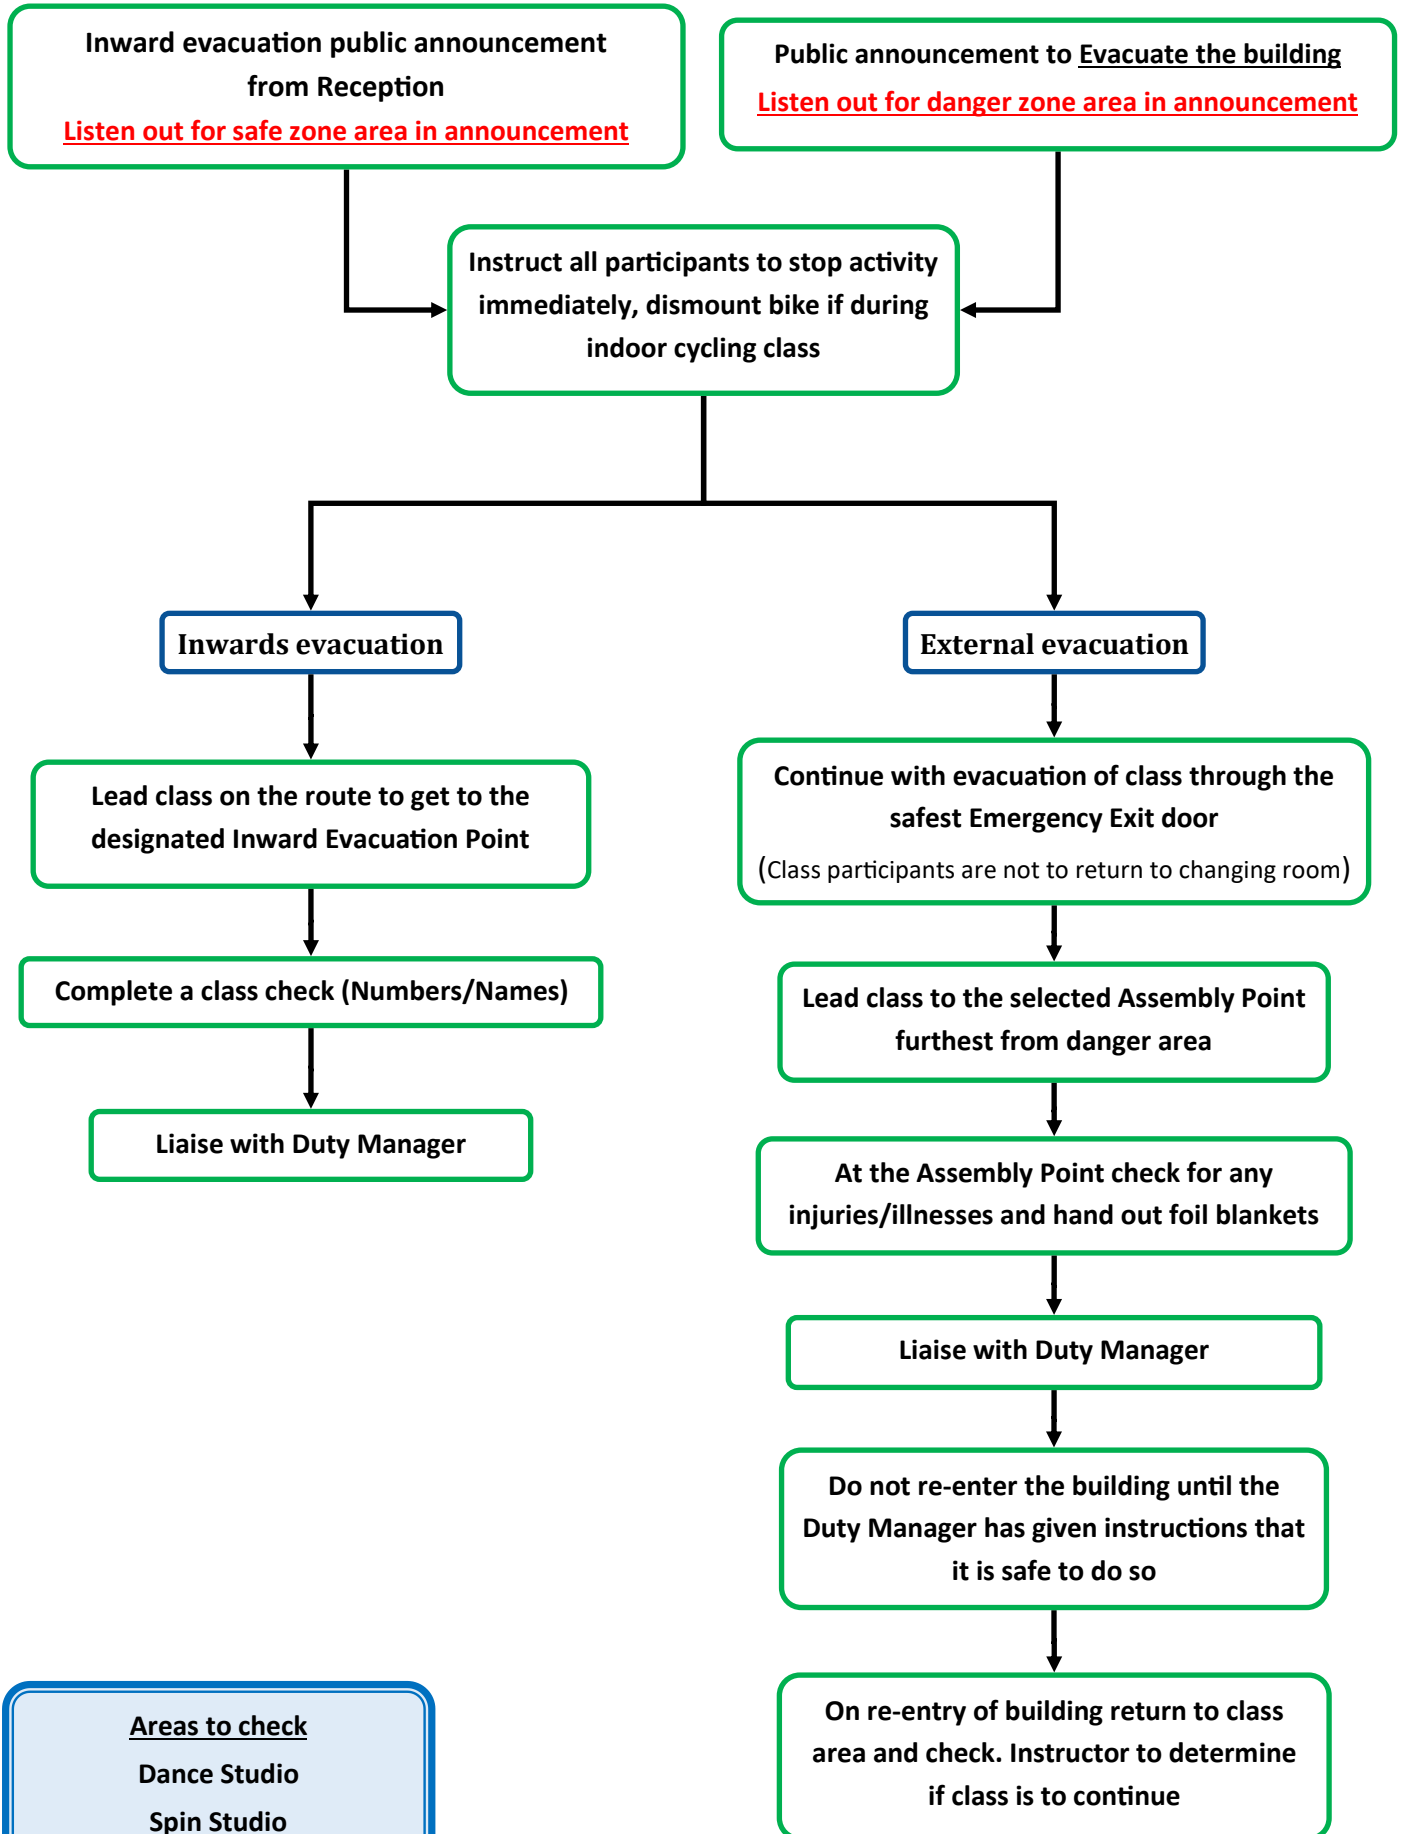 Inward evacuation public announcement
from Reception
Listen out for safe zone area in announcement
Public announcement to Evacuate the building
Listen out for danger zone area in announcement
Instruct all participants to stop activity
immediately, dismount bike if during
indoor cycling class
Inwards evacuation
Lead class on the route to get to the
designated Inward Evacuation Point
Complete a class check (Numbers/Names)
Liaise with Duty Manager
External evacuation
Continue with evacuation of class through the
safest Emergency Exit door
(Class participants are not to return to changing room)
Lead class to the selected Assembly Point
furthest from danger area
At the Assembly Point check for any
injuries/illnesses and hand out foil blankets
Liaise with Duty Manager
Do not re-enter the building until the
Duty Manager has given instructions that
it is safe to do so
On re-entry of building return to class
area and check. Instructor to determine
if class is to continue
Areas to check
Dance Studio
Spin Studio